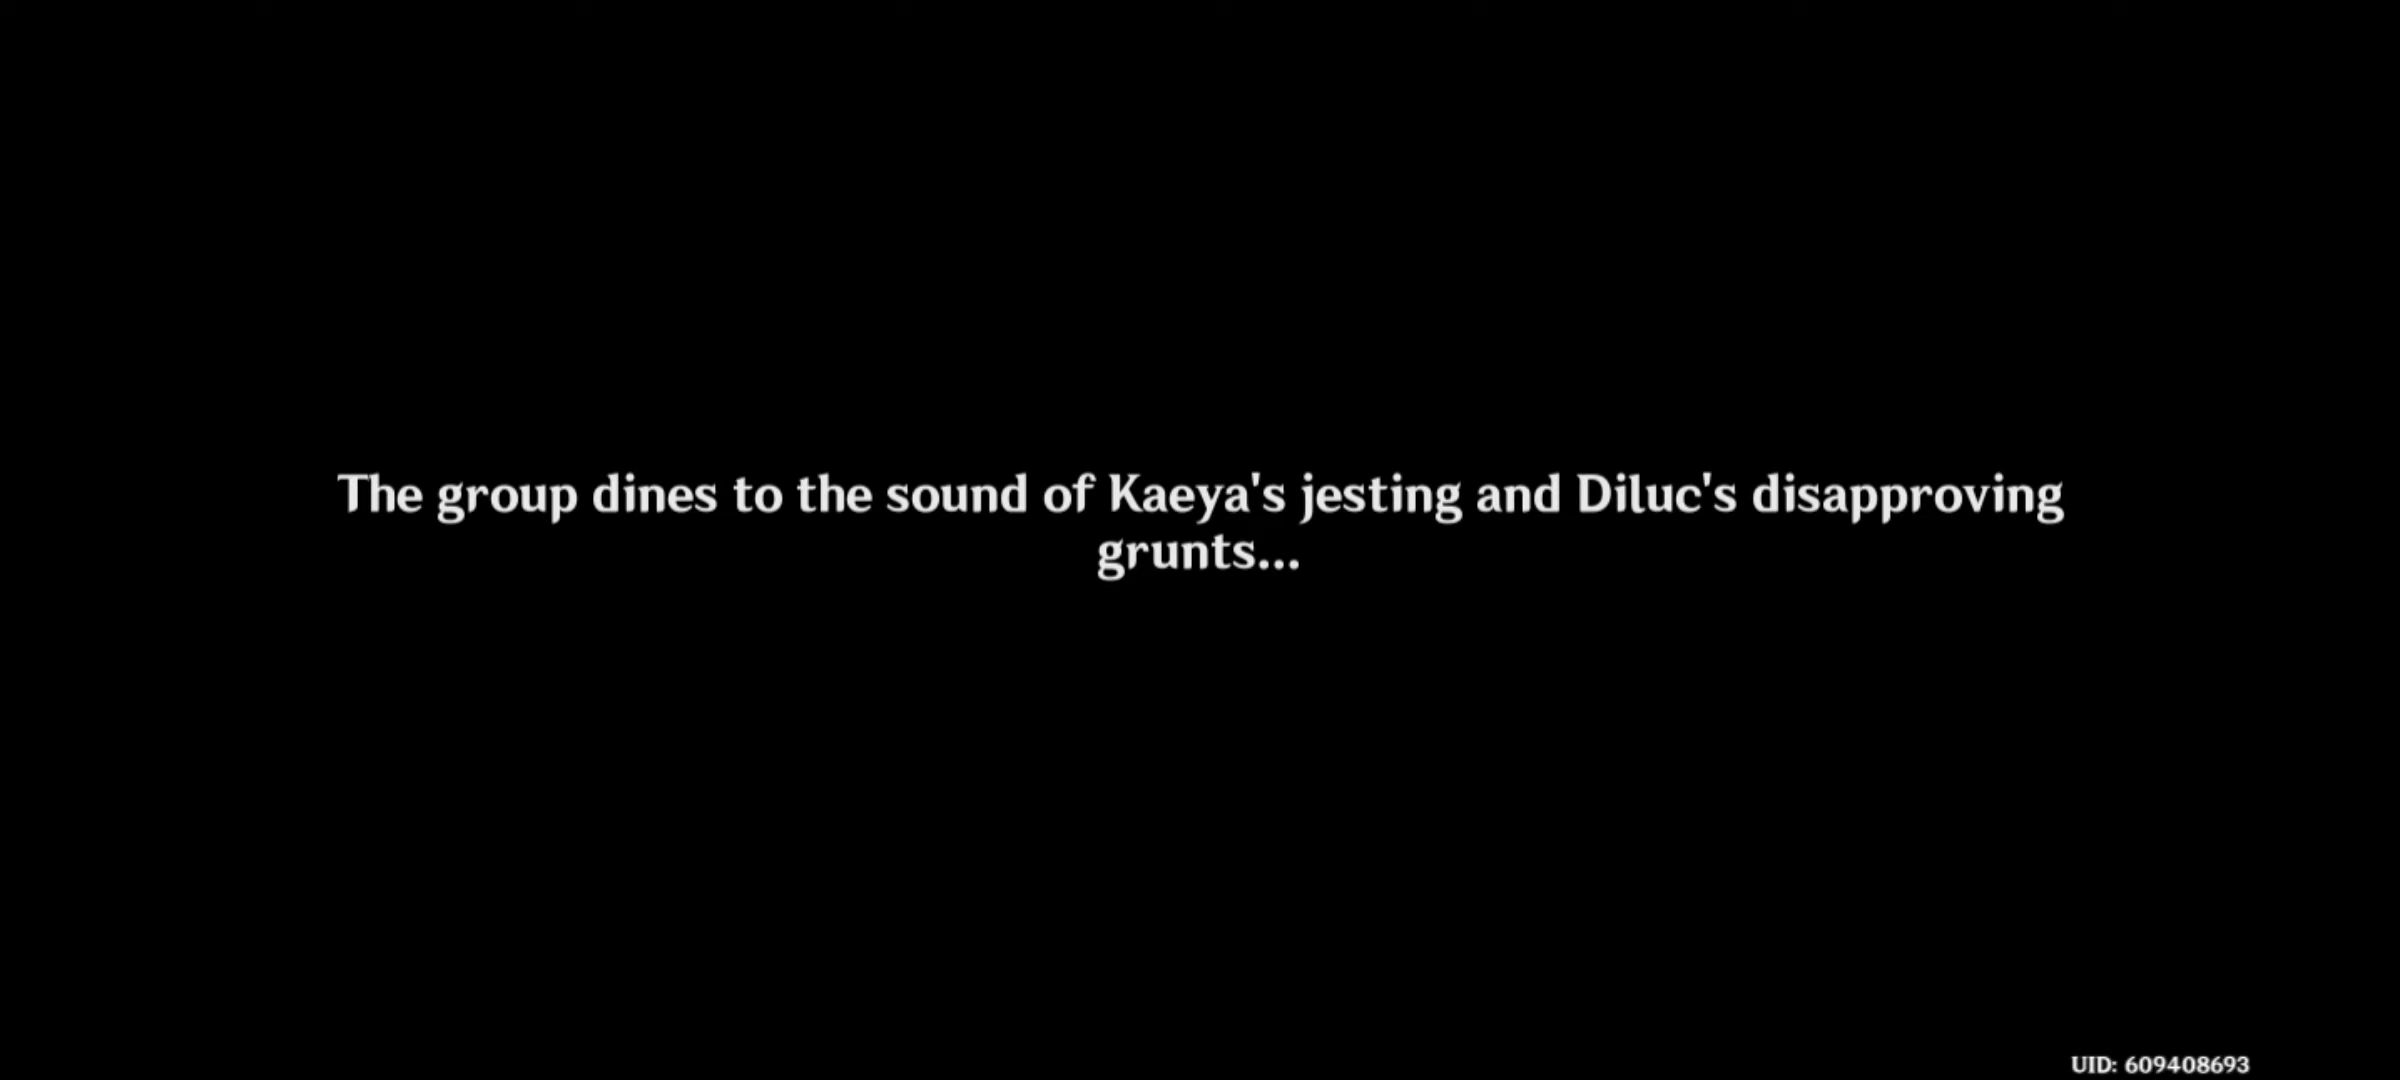 The group dines to the sound of Kaeya's jesting and Diluc's disapproving
grunts...
UID: 609408693